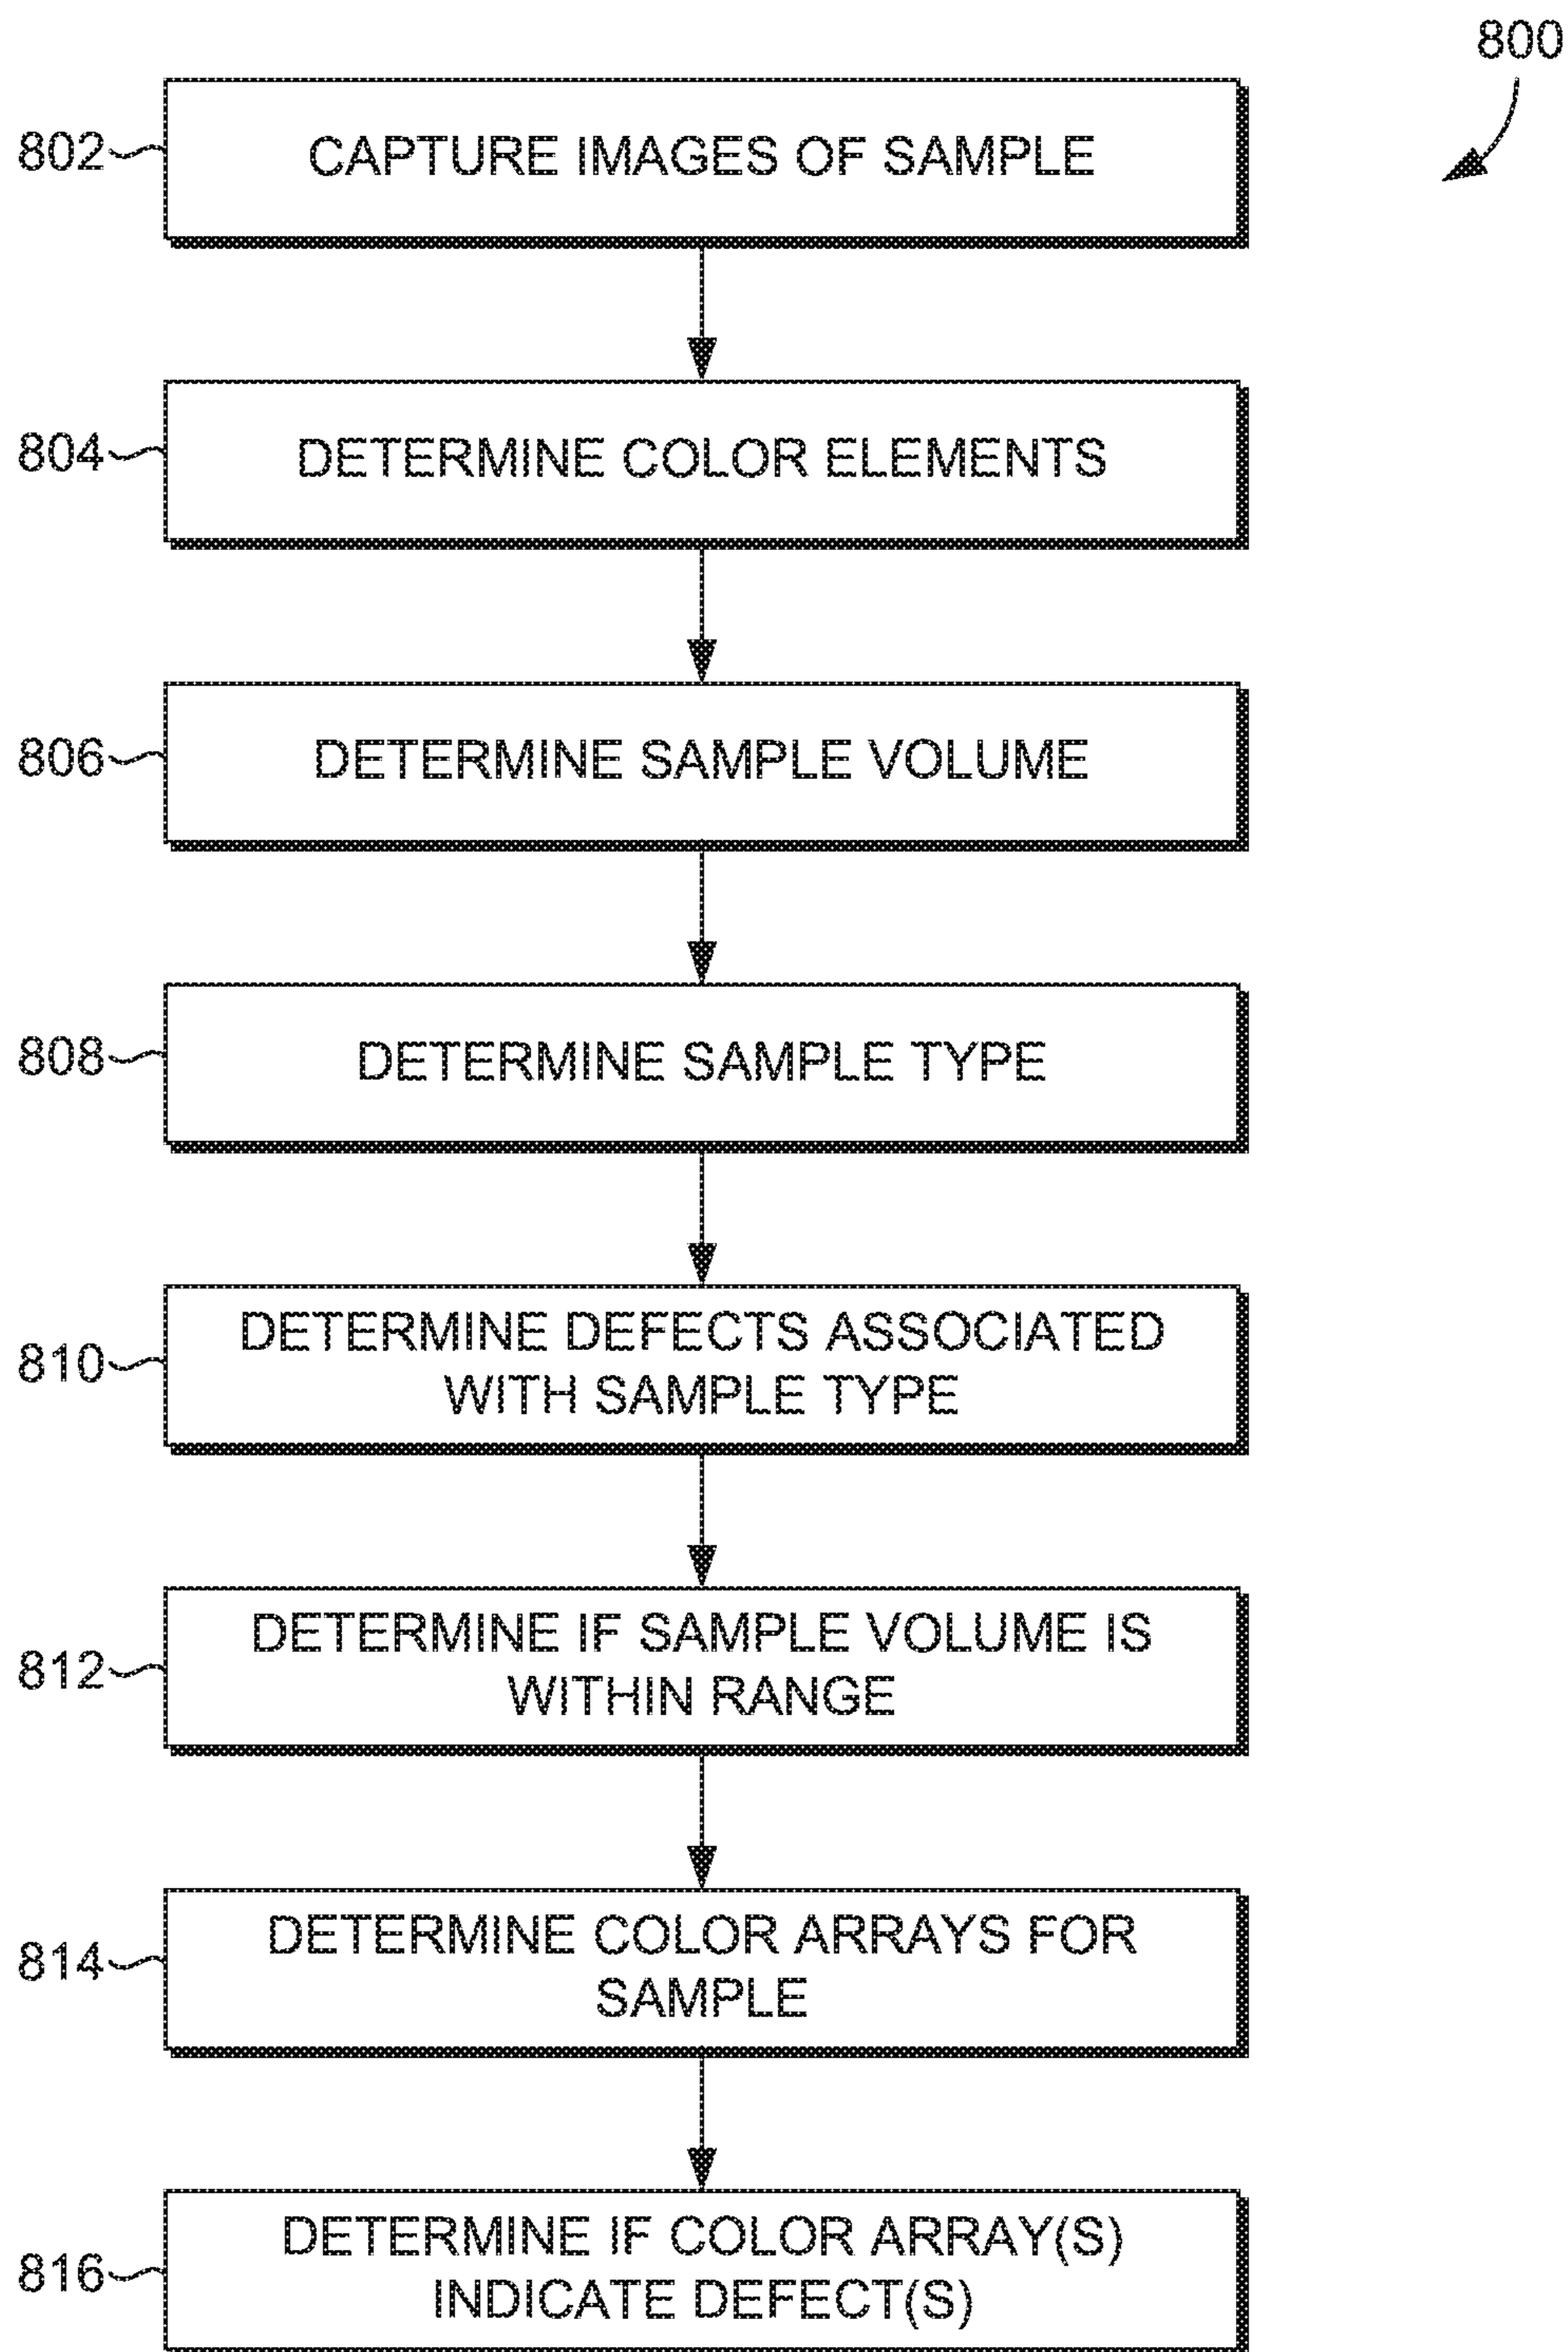 800
802
CAPTURE IMAGES OF SAMPLE
804
DETERMINE COLOR ELEMENTS
806
DETERMINE SAMPLE VOLUME
808
DETERMINE SAMPLE TYPE
810
DETERMINE DEFECTS ASSOCIATED
WITH SAMPLE TYPE
812
DETERMINE IF SAMPLE VOLUME IS
WITHIN RANGE
814
DETERMINE COLOR ARRAYS FOR
SAMPLE
816
DETERMINE IF COLOR ARRAY(S)
INDICATE DEFECT(S)